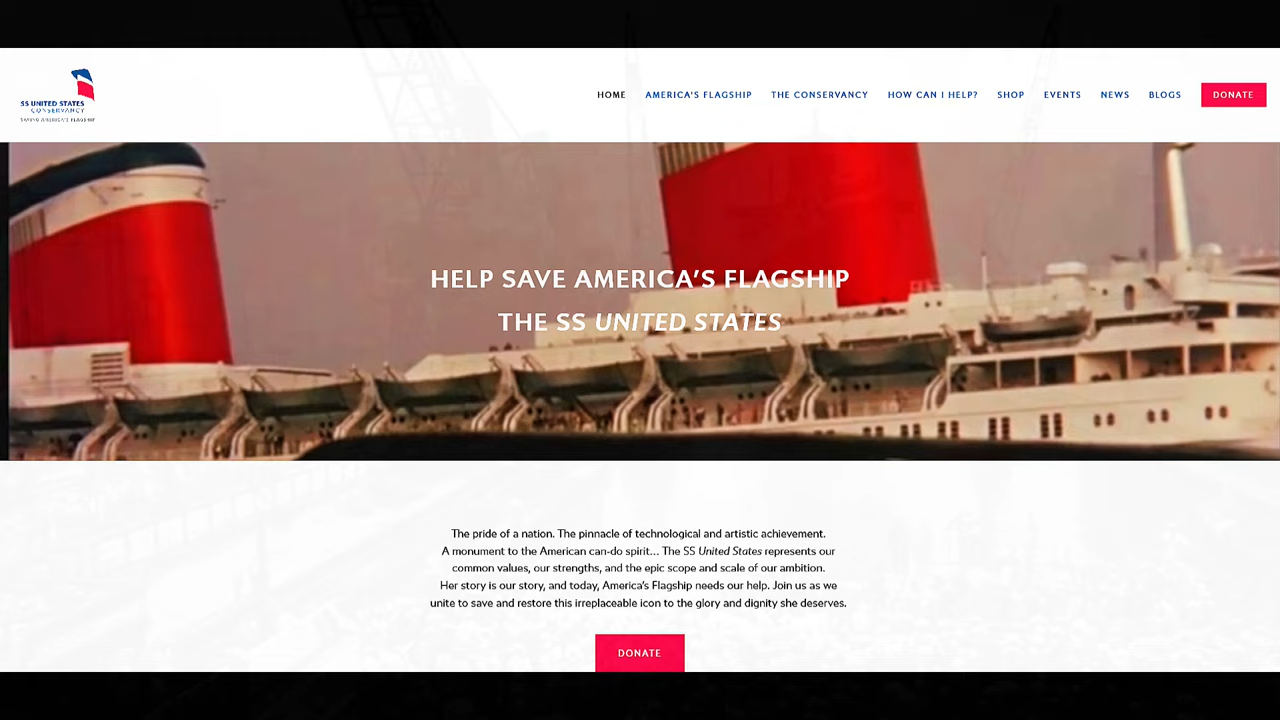 SS UNITED STATES
CONSERVANCY
SAVING AMERICA'S FLAGSHIP
HOME AMERICA'S FLAGSHIP THE CONSERVANCY HOW CAN I HELP? SHOP EVENTS NEWS BLOGS DONATE
HELP SAVE AMERICA'S FLAGSHIP
THE SS UNITED STATES
The pride of a nation. The pinnacle of technological and artistic achievement.
A monument to the American can-do spirit... The SS United States represents our
common values, our strengths, and the epic scope and scale of our ambition.
Her story is our story, and today, America's Flagship needs our help. Join us as we
unite to save and restore this irreplaceable icon to the glory and dignity she deserves.
DONATE